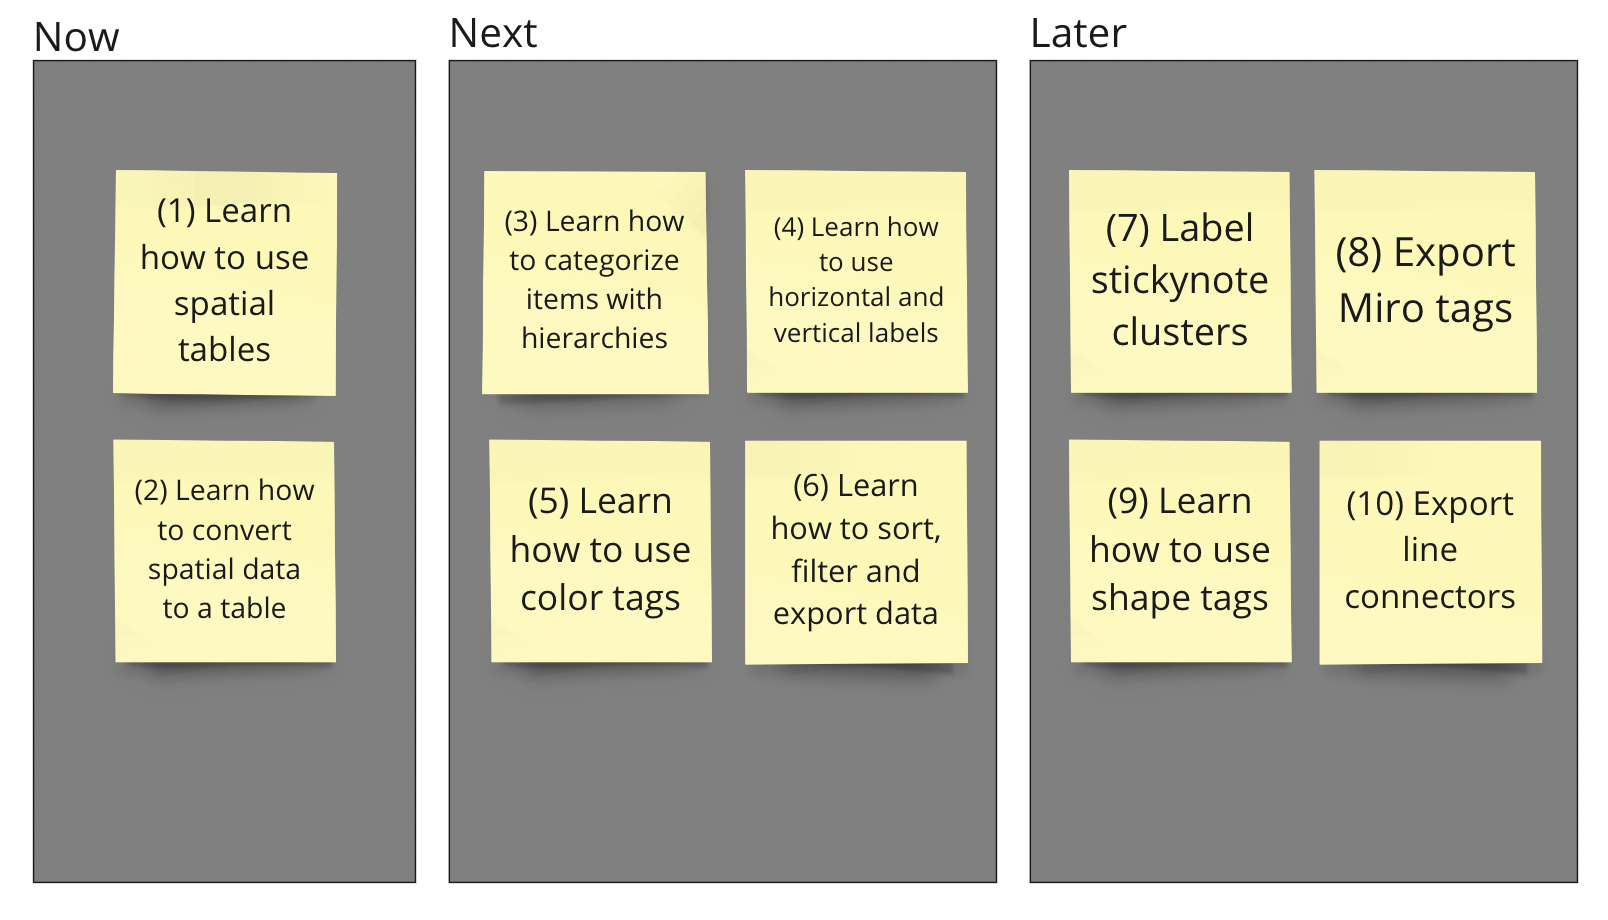 Now
(1) Learn
how to use
spatial
tables
(2) Learn how
to convert
spatial data
to a table
Next
(3) Learn how
to categorize
items with
hierarchies
(4) Learn how
to use
horizontal and
vertical labels
(5) Learn
how to use
color tags
(6) Learn
how to sort,
filter and
export data
Later
(7) Label
stickynote
clusters
(8) Export
Miro tags
(9) Learn
how to use
shape tags
(10) Export
line
connectors